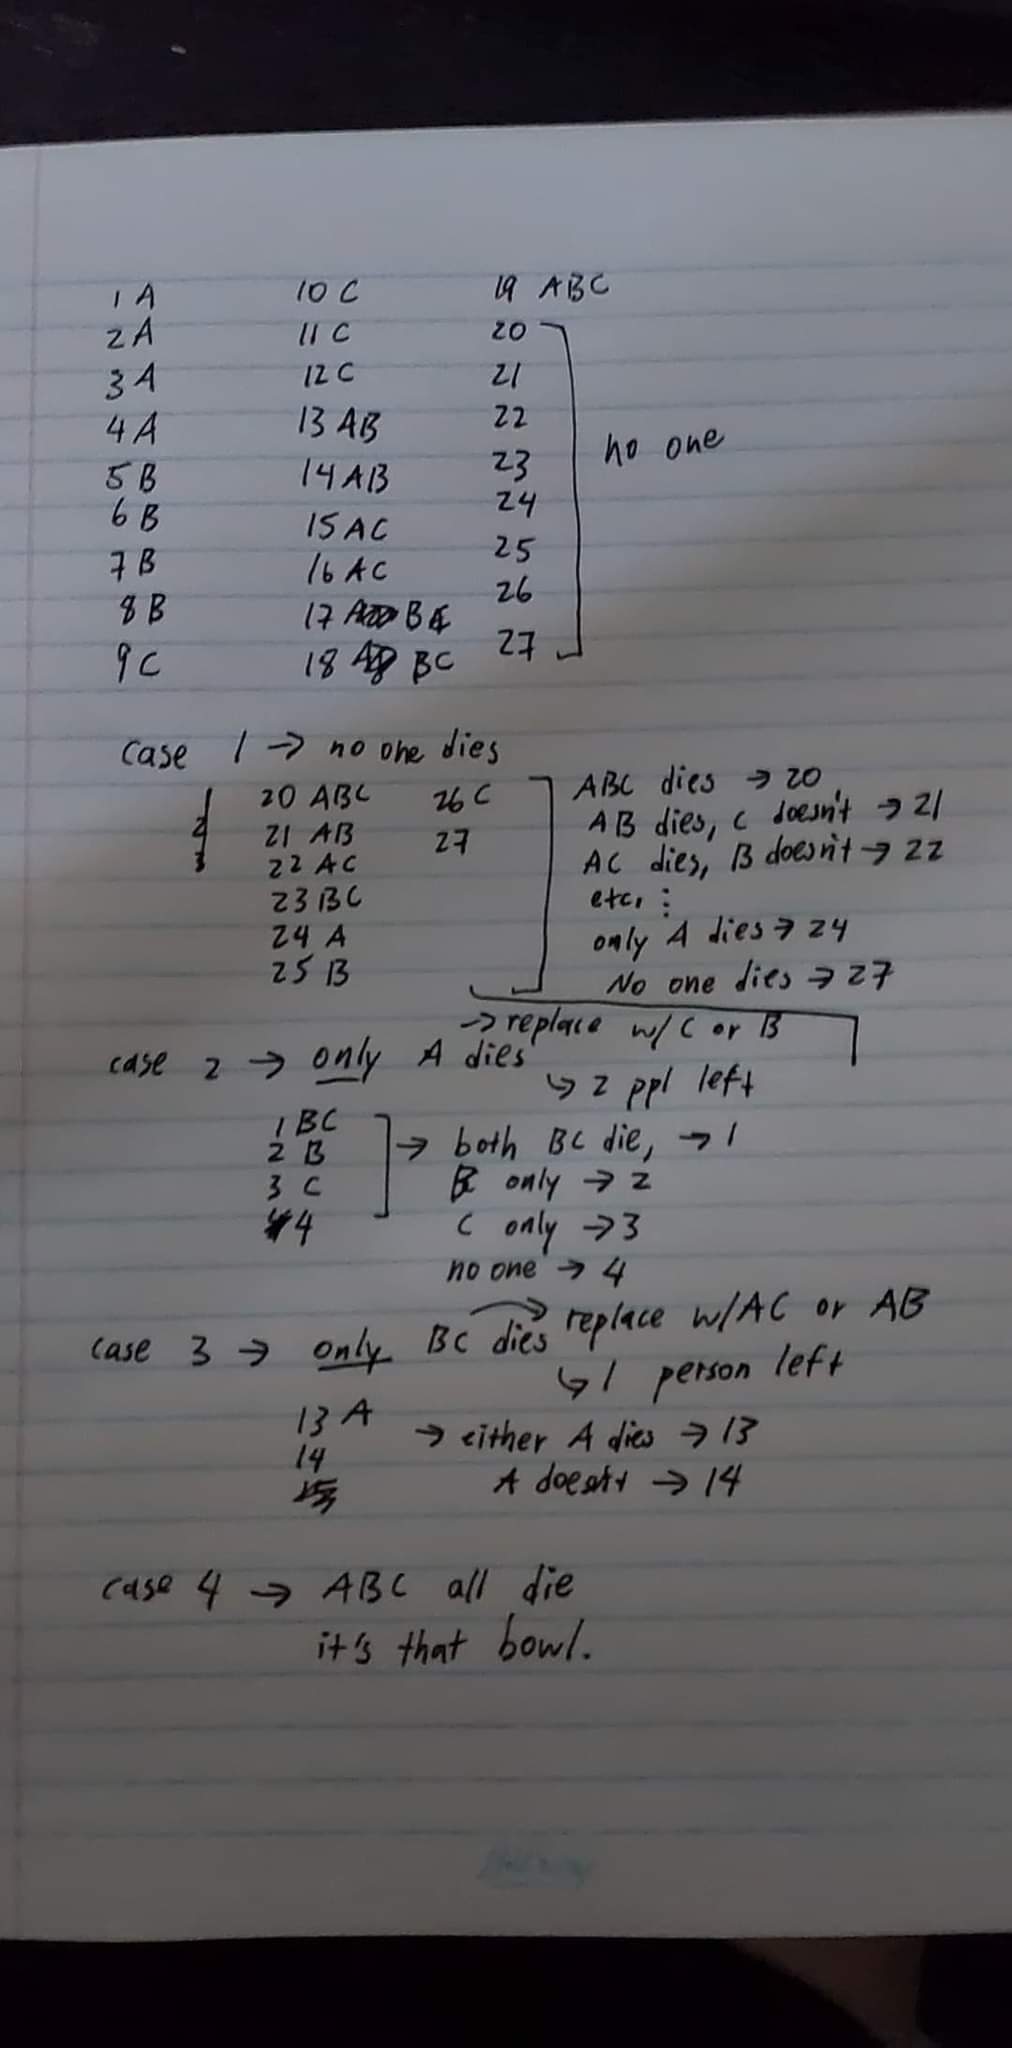 1 A 10 C 19 ABC
2 A 11 C 20
3 A 12 C 21
4 A 13 AB 22
5 B 14 AB 23 no one
6 B 15 AC 24
7 B 16 AC 25
8 B 17 BC 26
9 C 18 BC 27
case 1 → no one dies
1 20 ABC 26 C ABC dies → 20
2 21 AB 27 AB dies, C doesn't → 21
3 22 AC AC dies, B doesn't → 22
23 BC etc. ⋮
24 A only A dies → 24
25 B No one dies → 27
→ replace w/ C or B
case 2 → only A dies
↳ 2 ppl left
1 BC → both BC die, → 1
2 B B only → 2
3 C C only → 3
4 no one → 4
case 3 → only BC dies → replace w/AC or AB
↳ 1 person left
13 A → either A dies → 13
14 A doesn't → 14
case 4 → ABC all die
it's that bowl.